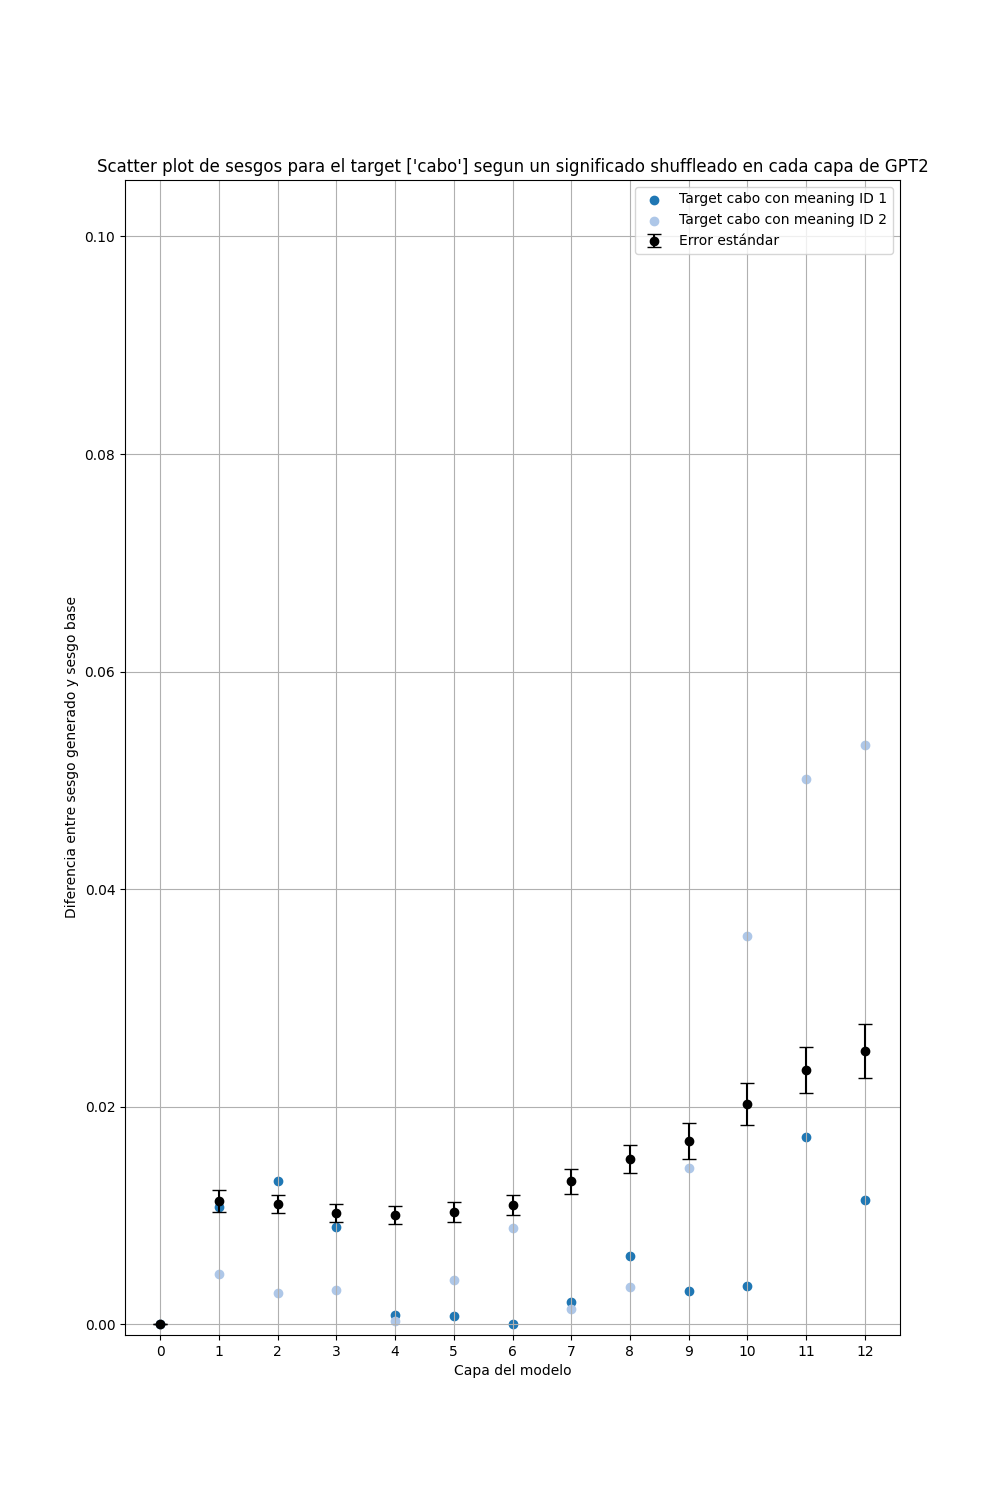 Scatter plot de sesgos para el target ['cabo'] segun un significado shuffleado en cada capa de GPT2
Target cabo con meaning ID 1
Target cabo con meaning ID 2
Error estándar
Diferencia entre sesgo generado y sesgo base
0.10
0.08
0.06
0.04
0.02
0.00
0 1 2 3 4 5 6 7 8 9 10 11 12
Capa del modelo